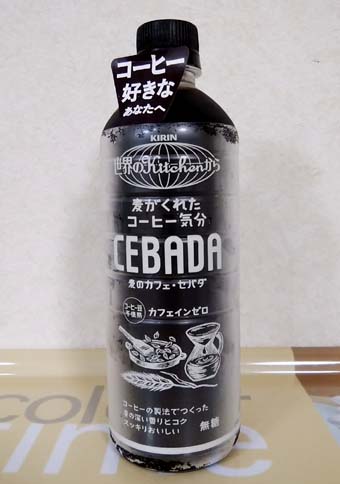 コーヒー
好きな
あなたへ
KIRIN
世界のKitchenから
麦がくれた
コーヒー気分
CEBADA
麦のカフェ・セバダ
コーヒー豆
不使用
カフェインゼロ
コーヒーの製法でつくった
麦の深い香りとコク
スッキリおいしい
無糖